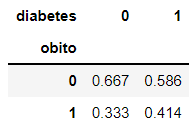 diabetes 0 1
obito
0 0.667 0.586
1 0.333 0.414